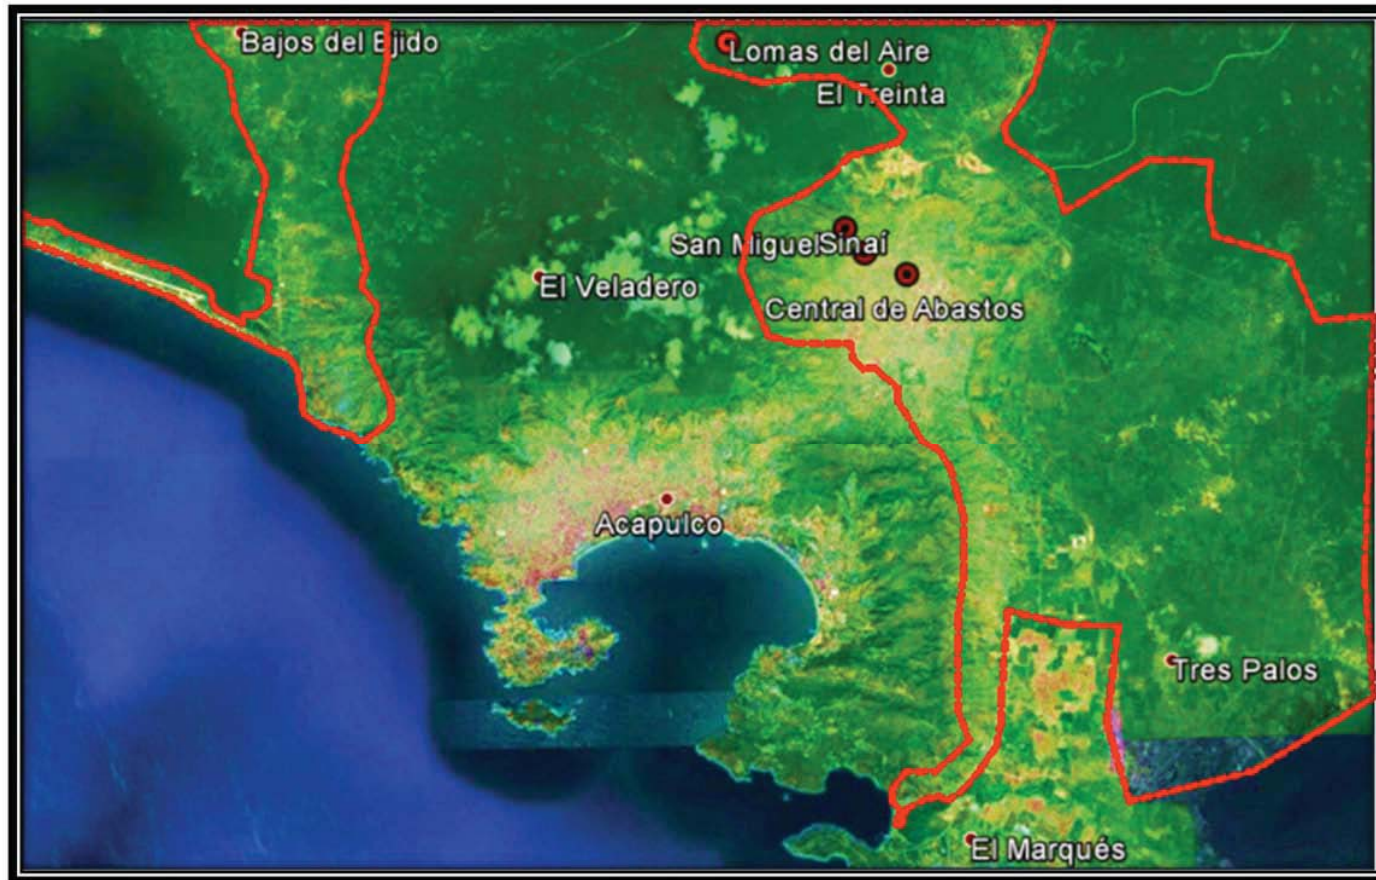 Bajos del Ejido
Lomas del Aire
El Treinta
San Miguel
Sinaí
El Veladero
Central de Abastos
Acapulco
Tres Palos
El Marqués